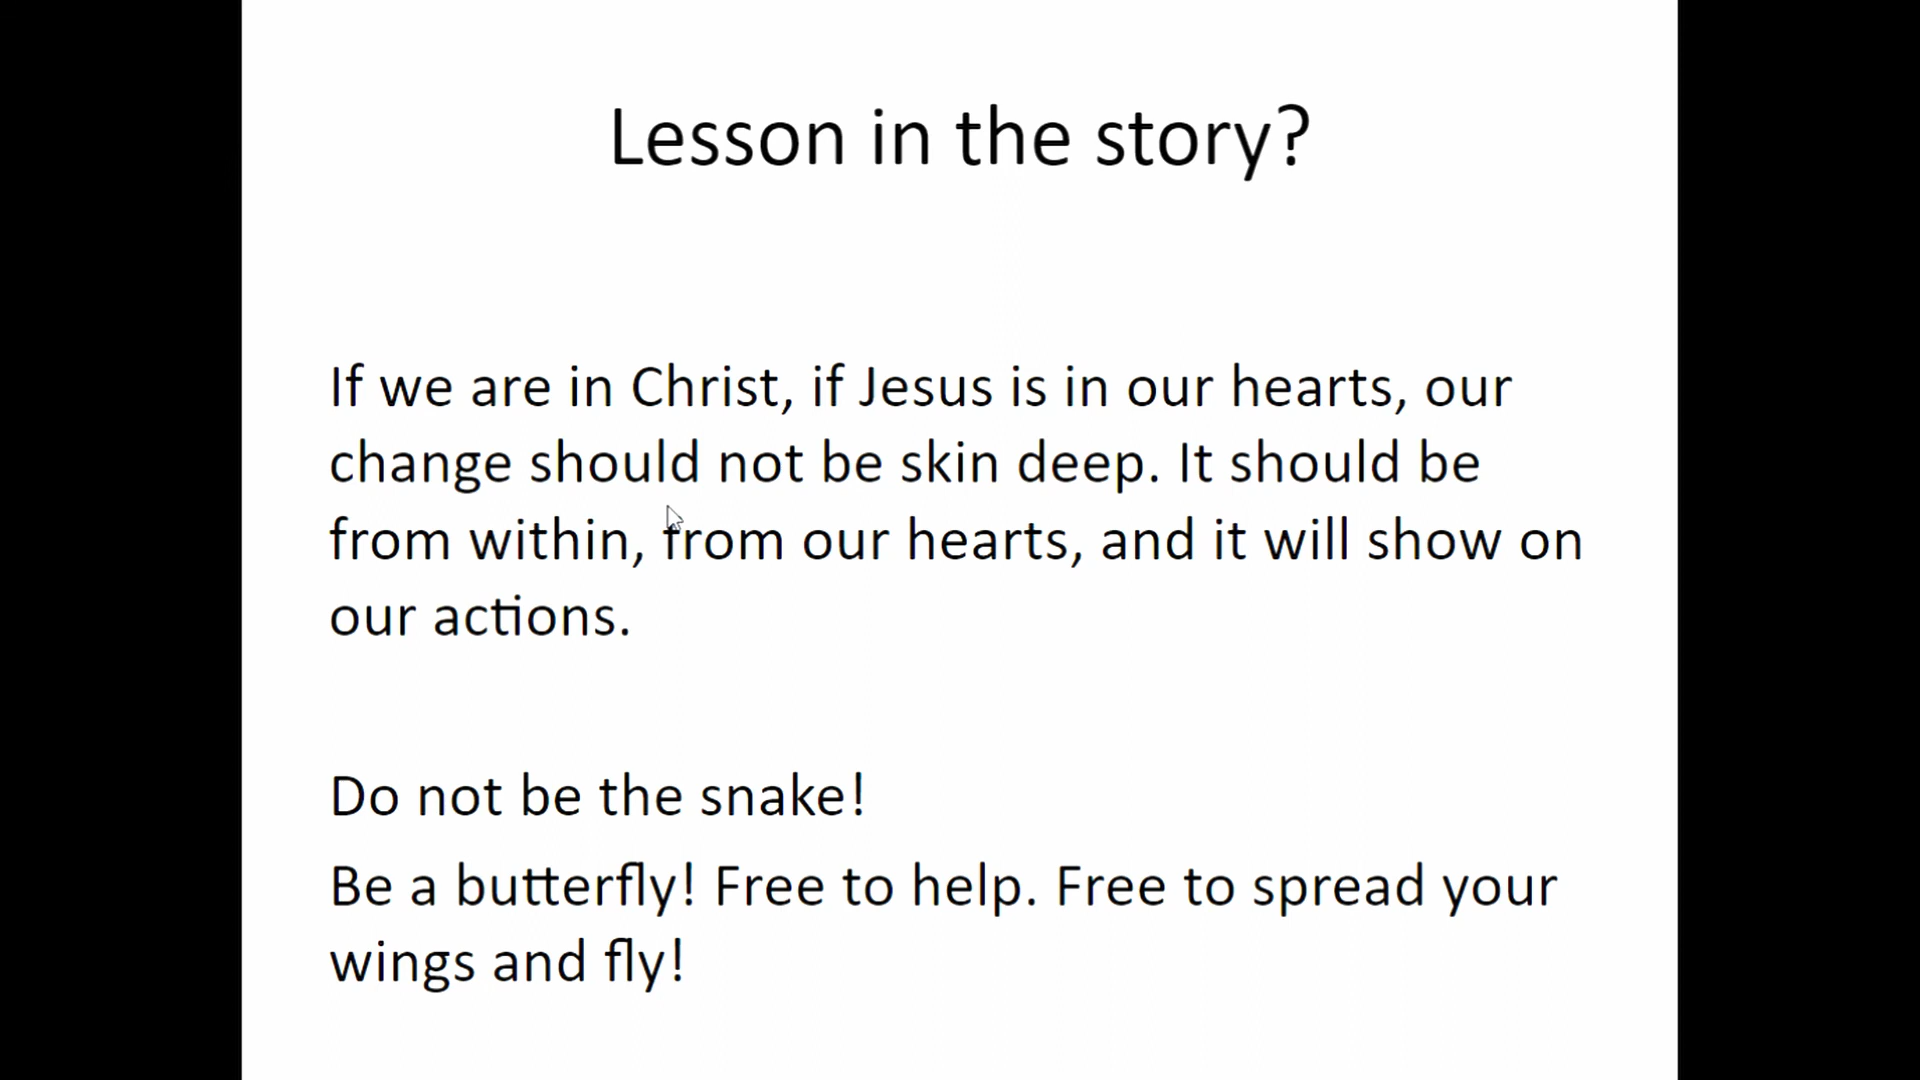 Lesson in the story?
If we are in Christ, if Jesus is in our hearts, our
change should not be skin deep. It should be
from within, from our hearts, and it will show on
our actions.
Do not be the snake!
Be a butterfly! Free to help. Free to spread your
wings and fly!